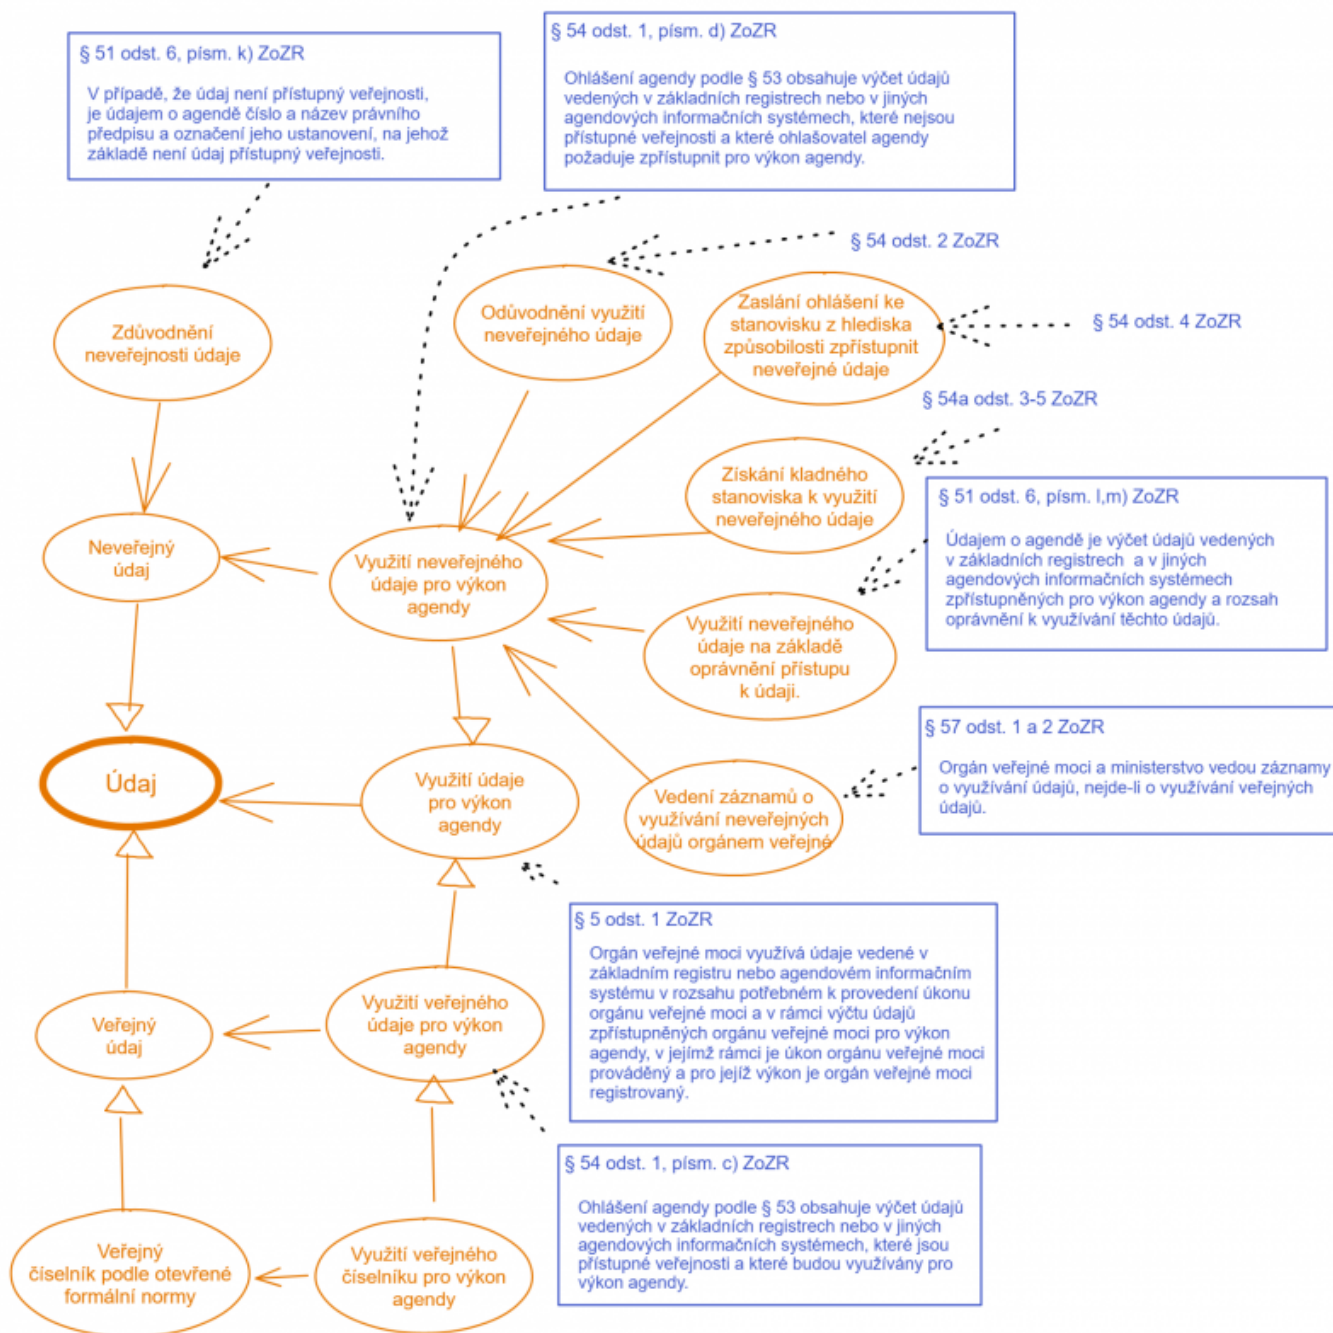 § 51 odst. 6, písm. k) ZoZR
V případě, že údaj není přístupný veřejnosti,
je údajem o agendě číslo a název právního
předpisu a označení jeho ustanovení, na jehož
základě není údaj přístupný veřejnosti.
§ 54 odst. 1, písm. d) ZoZR
Ohlášení agendy podle § 53 obsahuje výčet údajů
vedených v základních registrech nebo v jiných
agendových informačních systémech, které nejsou
přístupné veřejnosti a které ohlašovatel agendy
požaduje zpřístupnit pro výkon agendy.
§ 54 odst. 2 ZoZR
Zdůvodnění
neveřejnosti údaje
Odůvodnění využití
neveřejného údaje
Zaslání ohlášení ke
stanovisku z hlediska
způsobilosti zpřístupnit
neveřejné údaje
§ 54 odst. 4 ZoZR
§ 54a odst. 3-5 ZoZR
Získání kladného
stanoviska k využití
neveřejného údaje
§ 51 odst. 6, písm. l,m) ZoZR
Údajem o agendě je výčet údajů vedených
v základních registrech a v jiných
agendových informačních systémech
zpřístupněných pro výkon agendy a rozsah
oprávnění k využívání těchto údajů.
Neveřejný
údaj
Využití neveřejného
údaje pro výkon
agendy
Využití neveřejného
údaje na základě
oprávnění přístupu
k údaji.
§ 57 odst. 1 a 2 ZoZR
Orgán veřejné moci a ministerstvo vedou záznamy
o využívání údajů, nejde-li o využívání veřejných
údajů.
Údaj
Využití údaje
pro výkon
agendy
Vedení záznamů o
využívání neveřejných
údajů orgánem veřejné
§ 5 odst. 1 ZoZR
Orgán veřejné moci využívá údaje vedené v
základním registru nebo agendovém informačním
systému v rozsahu potřebném k provedení úkonu
orgánu veřejné moci a v rámci výčtu údajů
zpřístupněných orgánu veřejné moci pro výkon
agendy, v jejímž rámci je úkon orgánu veřejné moci
prováděný a pro jejíž výkon je orgán veřejné moci
registrovaný.
Veřejný
údaj
Využití veřejného
údaje pro výkon
agendy
§ 54 odst. 1, písm. c) ZoZR
Ohlášení agendy podle § 53 obsahuje výčet údajů
vedených v základních registrech nebo v jiných
agendových informačních systémech, které jsou
přístupné veřejnosti a které budou využívány pro
výkon agendy.
Veřejný
číselník podle otevřené
formální normy
Využití veřejného
číselníku pro výkon
agendy